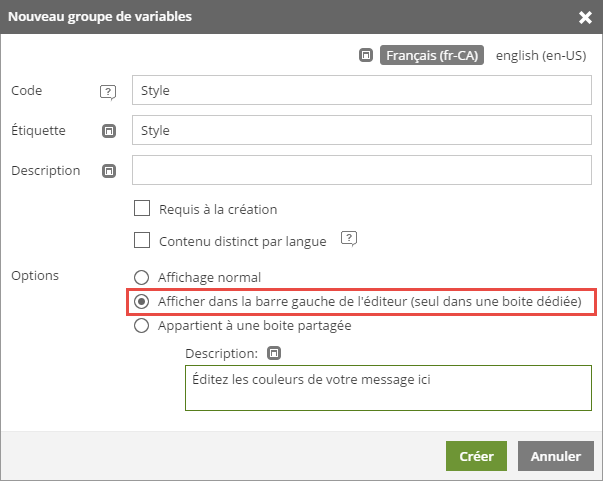 Nouveau groupe de variables
Français (fr-CA) english (en-US)
Code ? Style
Étiquette Style
Description
Requis à la création
Contenu distinct par langue ?
Options
Affichage normal
Afficher dans la barre gauche de l'éditeur (seul dans une boite dédiée)
Appartient à une boite partagée
Description:
Éditez les couleurs de votre message ici
Créer Annuler